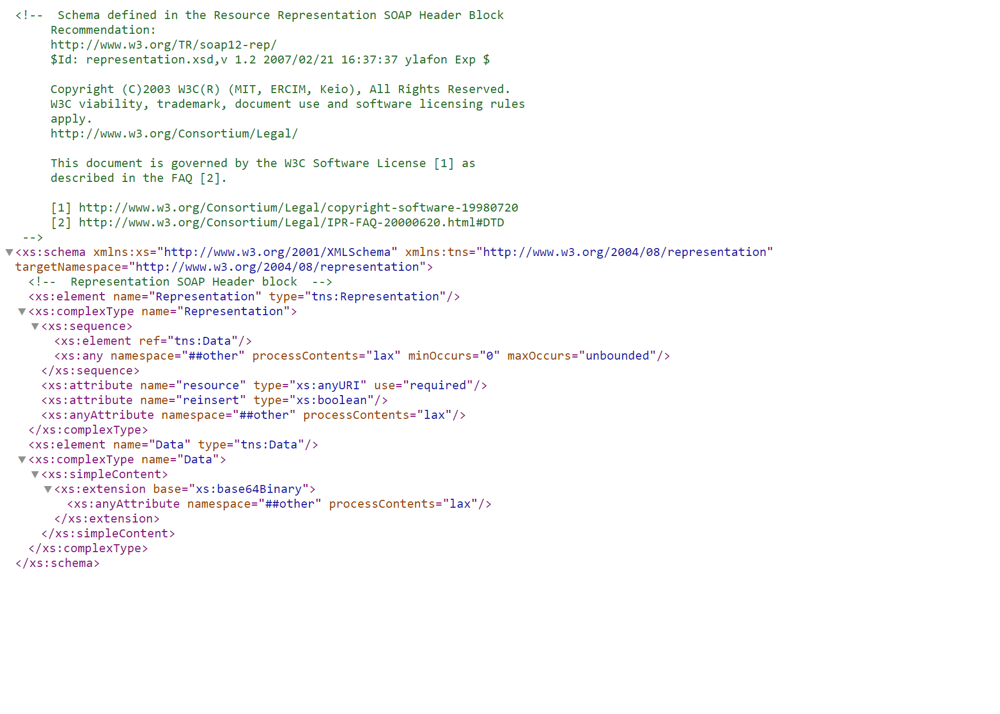 <!--  Schema defined in the Resource Representation SOAP Header Block
Recommendation:
http://www.w3.org/TR/soap12-rep/
$Id: representation.xsd,v 1.2 2007/02/21 16:37:37 ylafon Exp $
Copyright (C)2003 W3C(R) (MIT, ERCIM, Keio), All Rights Reserved.
W3C viability, trademark, document use and software licensing rules
apply.
http://www.w3.org/Consortium/Legal/
This document is governed by the W3C Software License [1] as
described in the FAQ [2].
[1] http://www.w3.org/Consortium/Legal/copyright-software-19980720
[2] http://www.w3.org/Consortium/Legal/IPR-FAQ-20000620.html#DTD
-->
<xs:schema xmlns:xs="http://www.w3.org/2001/XMLSchema" xmlns:tns="http://www.w3.org/2004/08/representation"
targetNamespace="http://www.w3.org/2004/08/representation">
<!--  Representation SOAP Header block  -->
<xs:element name="Representation" type="tns:Representation"/>
<xs:complexType name="Representation">
<xs:sequence>
<xs:element ref="tns:Data"/>
<xs:any namespace="##other" processContents="lax" minOccurs="0" maxOccurs="unbounded"/>
</xs:sequence>
<xs:attribute name="resource" type="xs:anyURI" use="required"/>
<xs:attribute name="reinsert" type="xs:boolean"/>
<xs:anyAttribute namespace="##other" processContents="lax"/>
</xs:complexType>
<xs:element name="Data" type="tns:Data"/>
<xs:complexType name="Data">
<xs:simpleContent>
<xs:extension base="xs:base64Binary">
<xs:anyAttribute namespace="##other" processContents="lax"/>
</xs:extension>
</xs:simpleContent>
</xs:complexType>
</xs:schema>